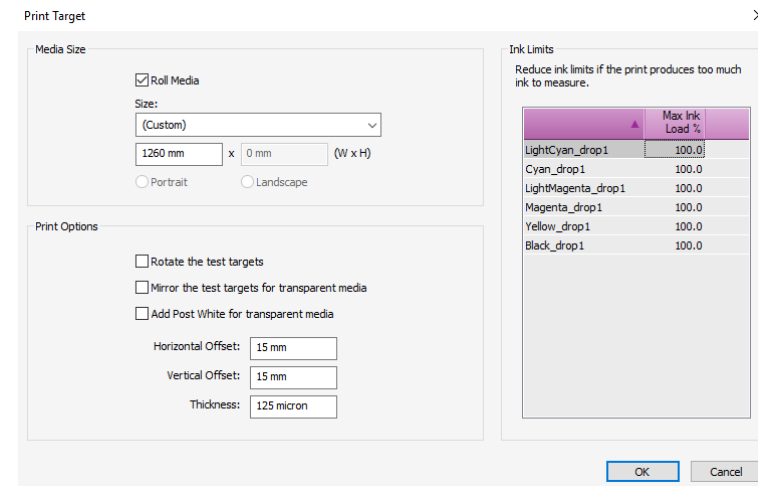 Print Target
Media Size
Roll Media
Size:
(Custom)
1260 mm x 0 mm (W x H)
Portrait Landscape
Print Options
Rotate the test targets
Mirror the test targets for transparent media
Add Post White for transparent media
Horizontal Offset: 15 mm
Vertical Offset: 15 mm
Thickness: 125 micron
Ink Limits
Reduce ink limits if the print produces too much
ink to measure.
Max Ink
Load %
LightCyan_drop1 100.0
Cyan_drop1 100.0
LightMagenta_drop1 100.0
Magenta_drop1 100.0
Yellow_drop1 100.0
Black_drop1 100.0
OK Cancel